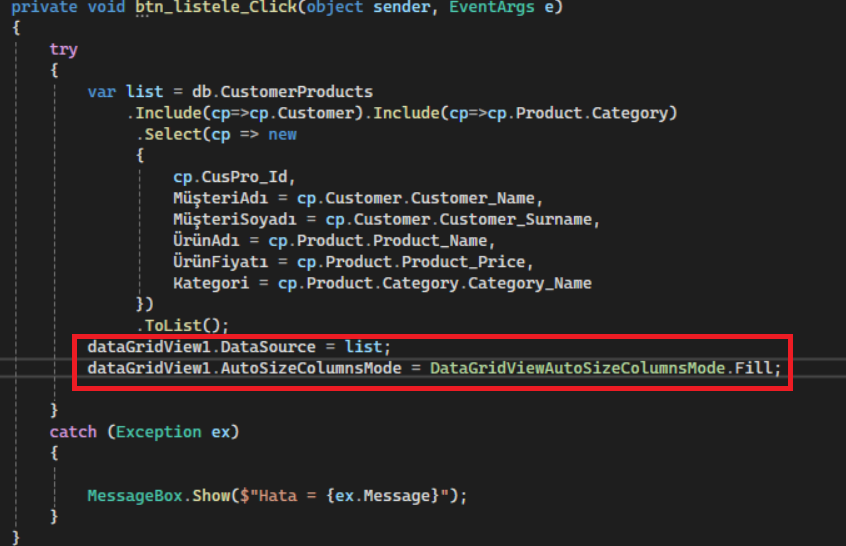 private void btn_listele_Click(object sender, EventArgs e)
{
try
{
var list = db.CustomerProducts
.Include(cp=>cp.Customer).Include(cp=>cp.Product.Category)
.Select(cp => new
{
cp.CusPro_Id,
MüşteriAdı = cp.Customer.Customer_Name,
MüşteriSoyadı = cp.Customer.Customer_Surname,
ÜrünAdı = cp.Product.Product_Name,
ÜrünFiyatı = cp.Product.Product_Price,
Kategori = cp.Product.Category.Category_Name
})
.ToList();
dataGridView1.DataSource = list;
dataGridView1.AutoSizeColumnsMode = DataGridViewAutoSizeColumnsMode.Fill;
}
catch (Exception ex)
{
MessageBox.Show($"Hata = {ex.Message}");
}
}